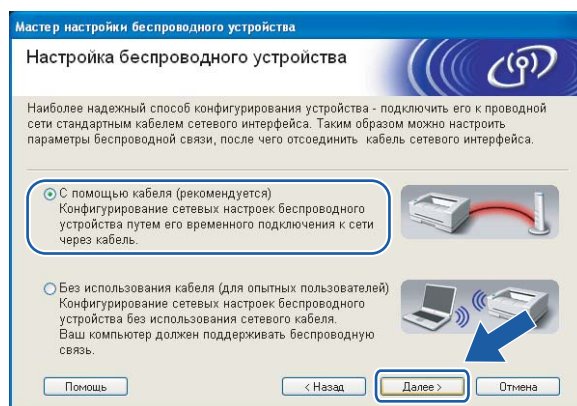 Мастер настройки беспроводного устройства
Настройка беспроводного устройства
Наиболее надежный способ конфигурирования устройства - подключить его к проводной
сети стандартным кабелем сетевого интерфейса. Таким образом можно настроить
параметры беспроводной связи, после чего отсоединить кабель сетевого интерфейса.
С помощью кабеля (рекомендуется)
Конфигурирование сетевых настроек беспроводного
устройства путем его временного подключения к сети
через кабель.
Без использования кабеля (для опытных пользователей)
Конфигурирование сетевых настроек беспроводного
устройства без использования сетевого кабеля.
Ваш компьютер должен поддерживать беспроводную
связь.
Помощь
< Назад
Далее >
Отмена